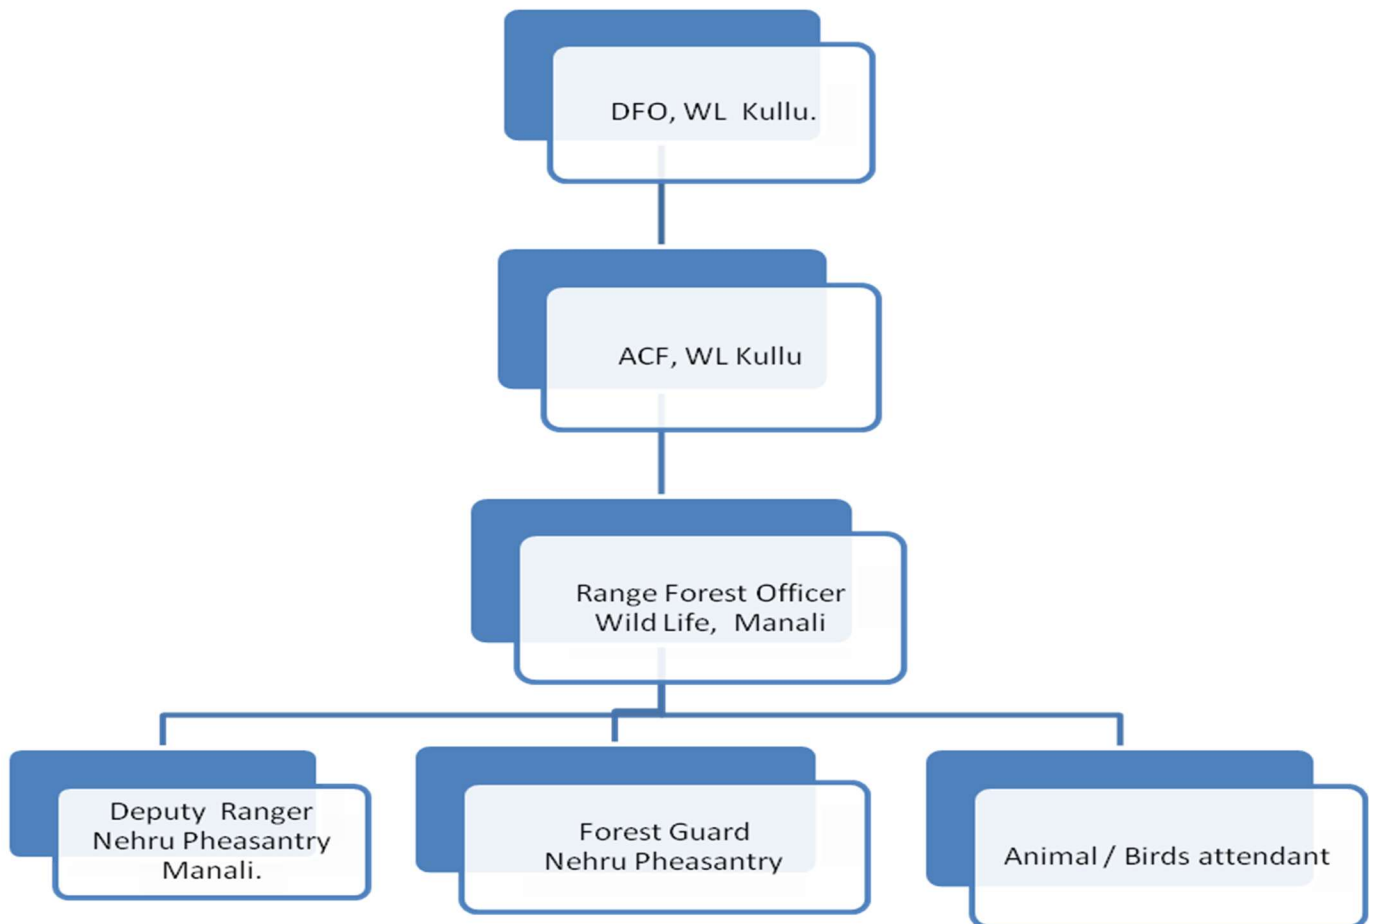 DFO, WL Kullu.
ACF, WL Kullu
Range Forest Officer
Wild Life, Manali
Deputy Ranger
Nehru Pheasantry
Manali.
Forest Guard
Nehru Pheasantry
Animal / Birds attendant